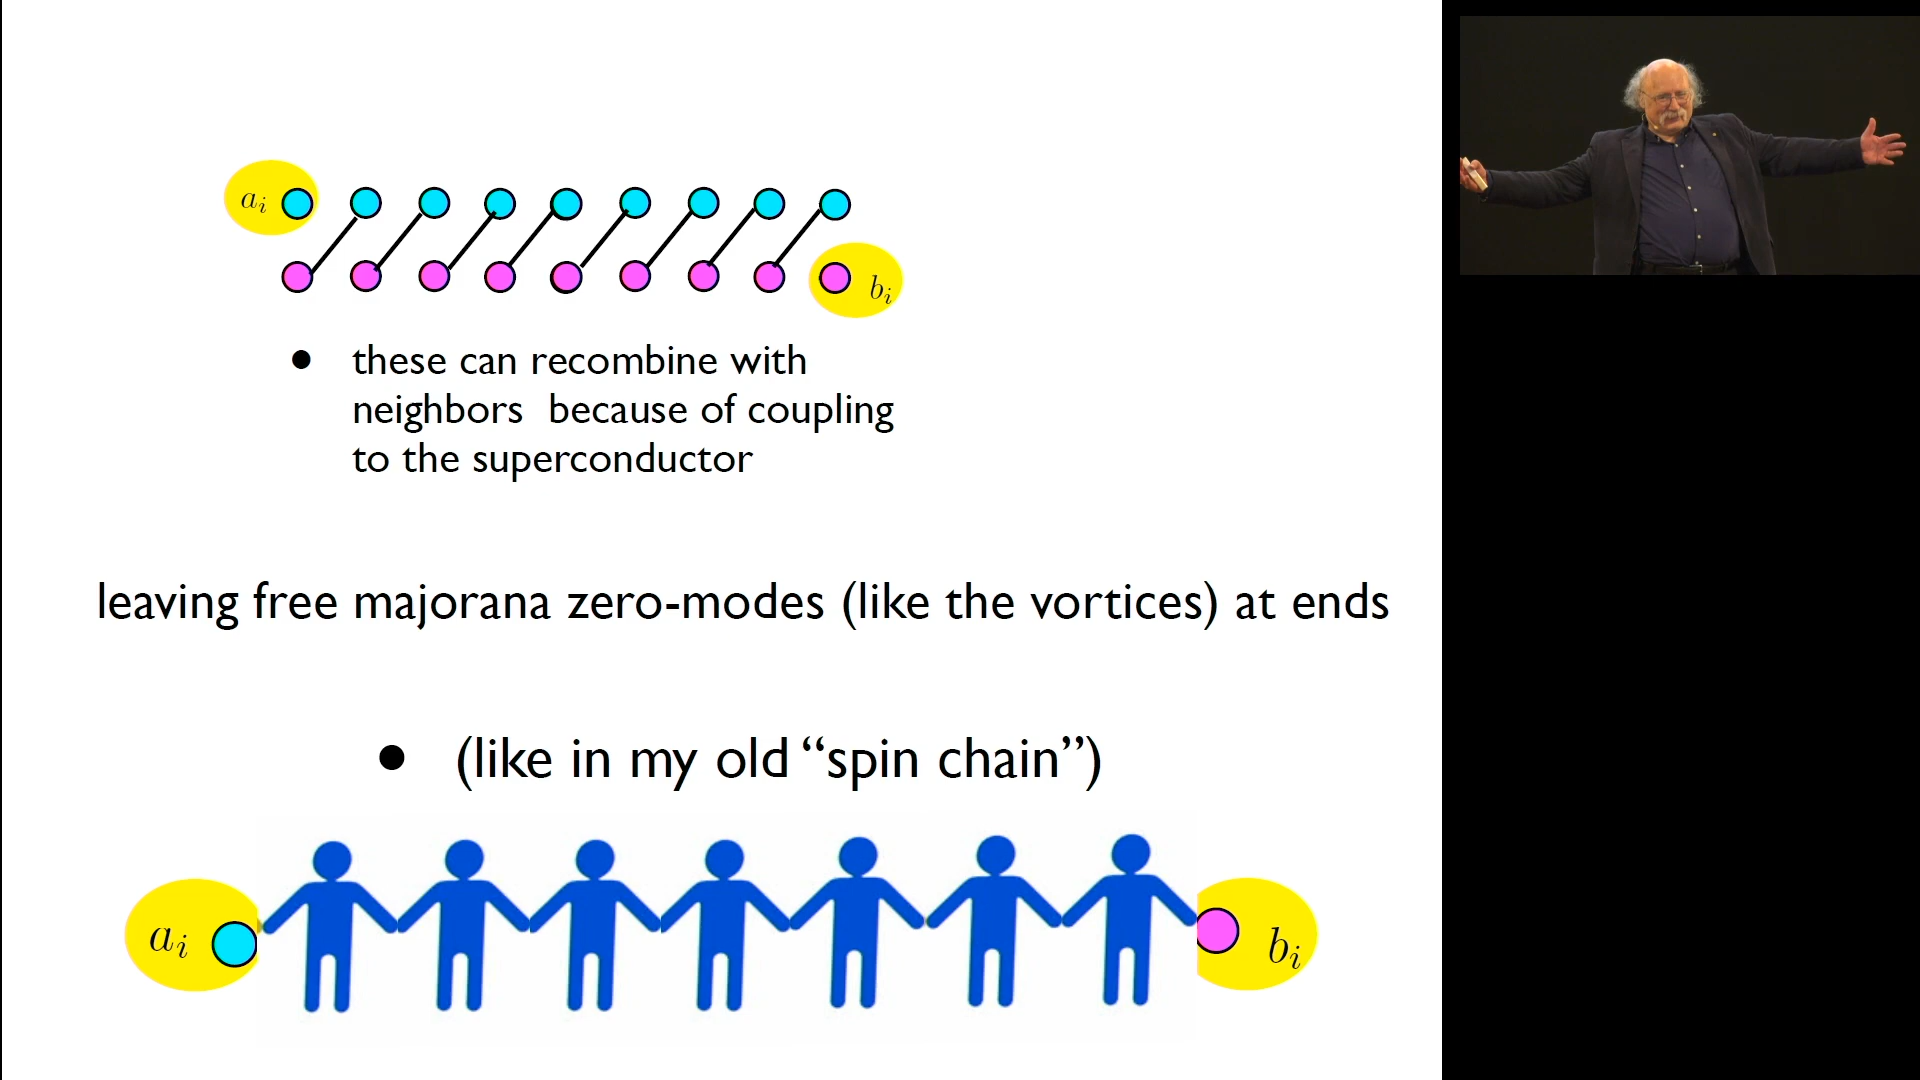 aᵢ
bᵢ
• these can recombine with
neighbors because of coupling
to the superconductor
leaving free majorana zero-modes (like the vortices) at ends
• (like in my old “spin chain”)
aᵢ
bᵢ